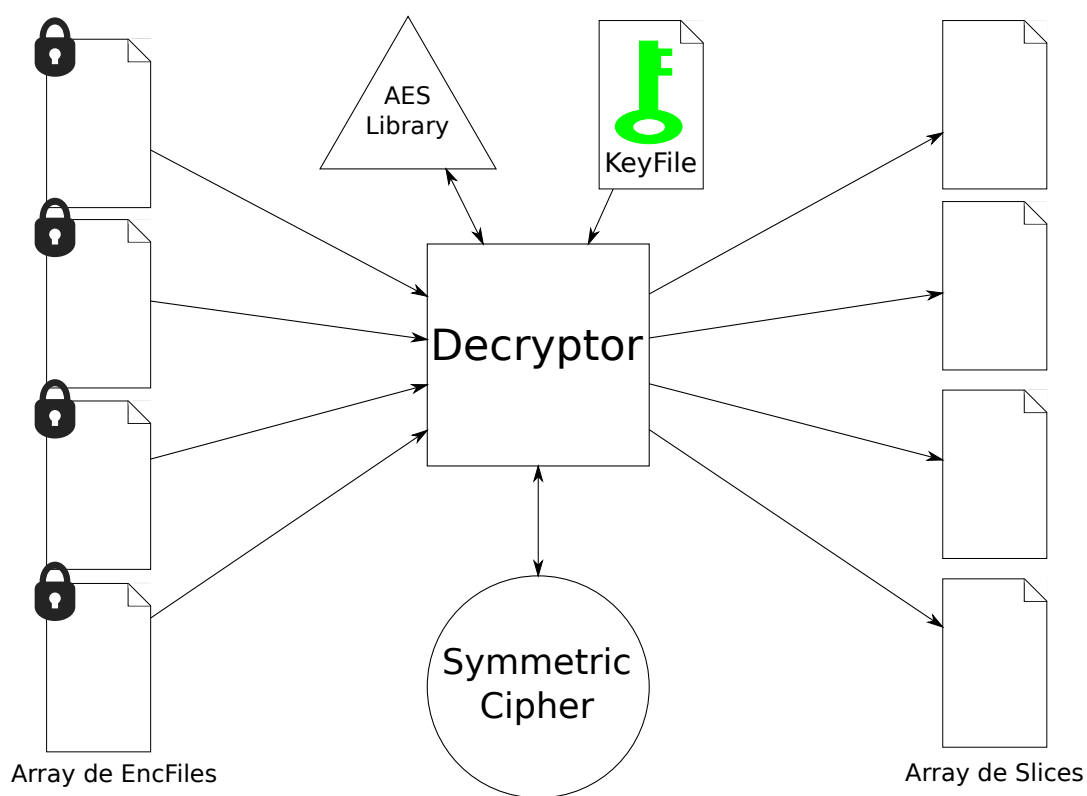 AES
Library
KeyFile
Decryptor
Symmetric
Cipher
Array de EncFiles
Array de Slices